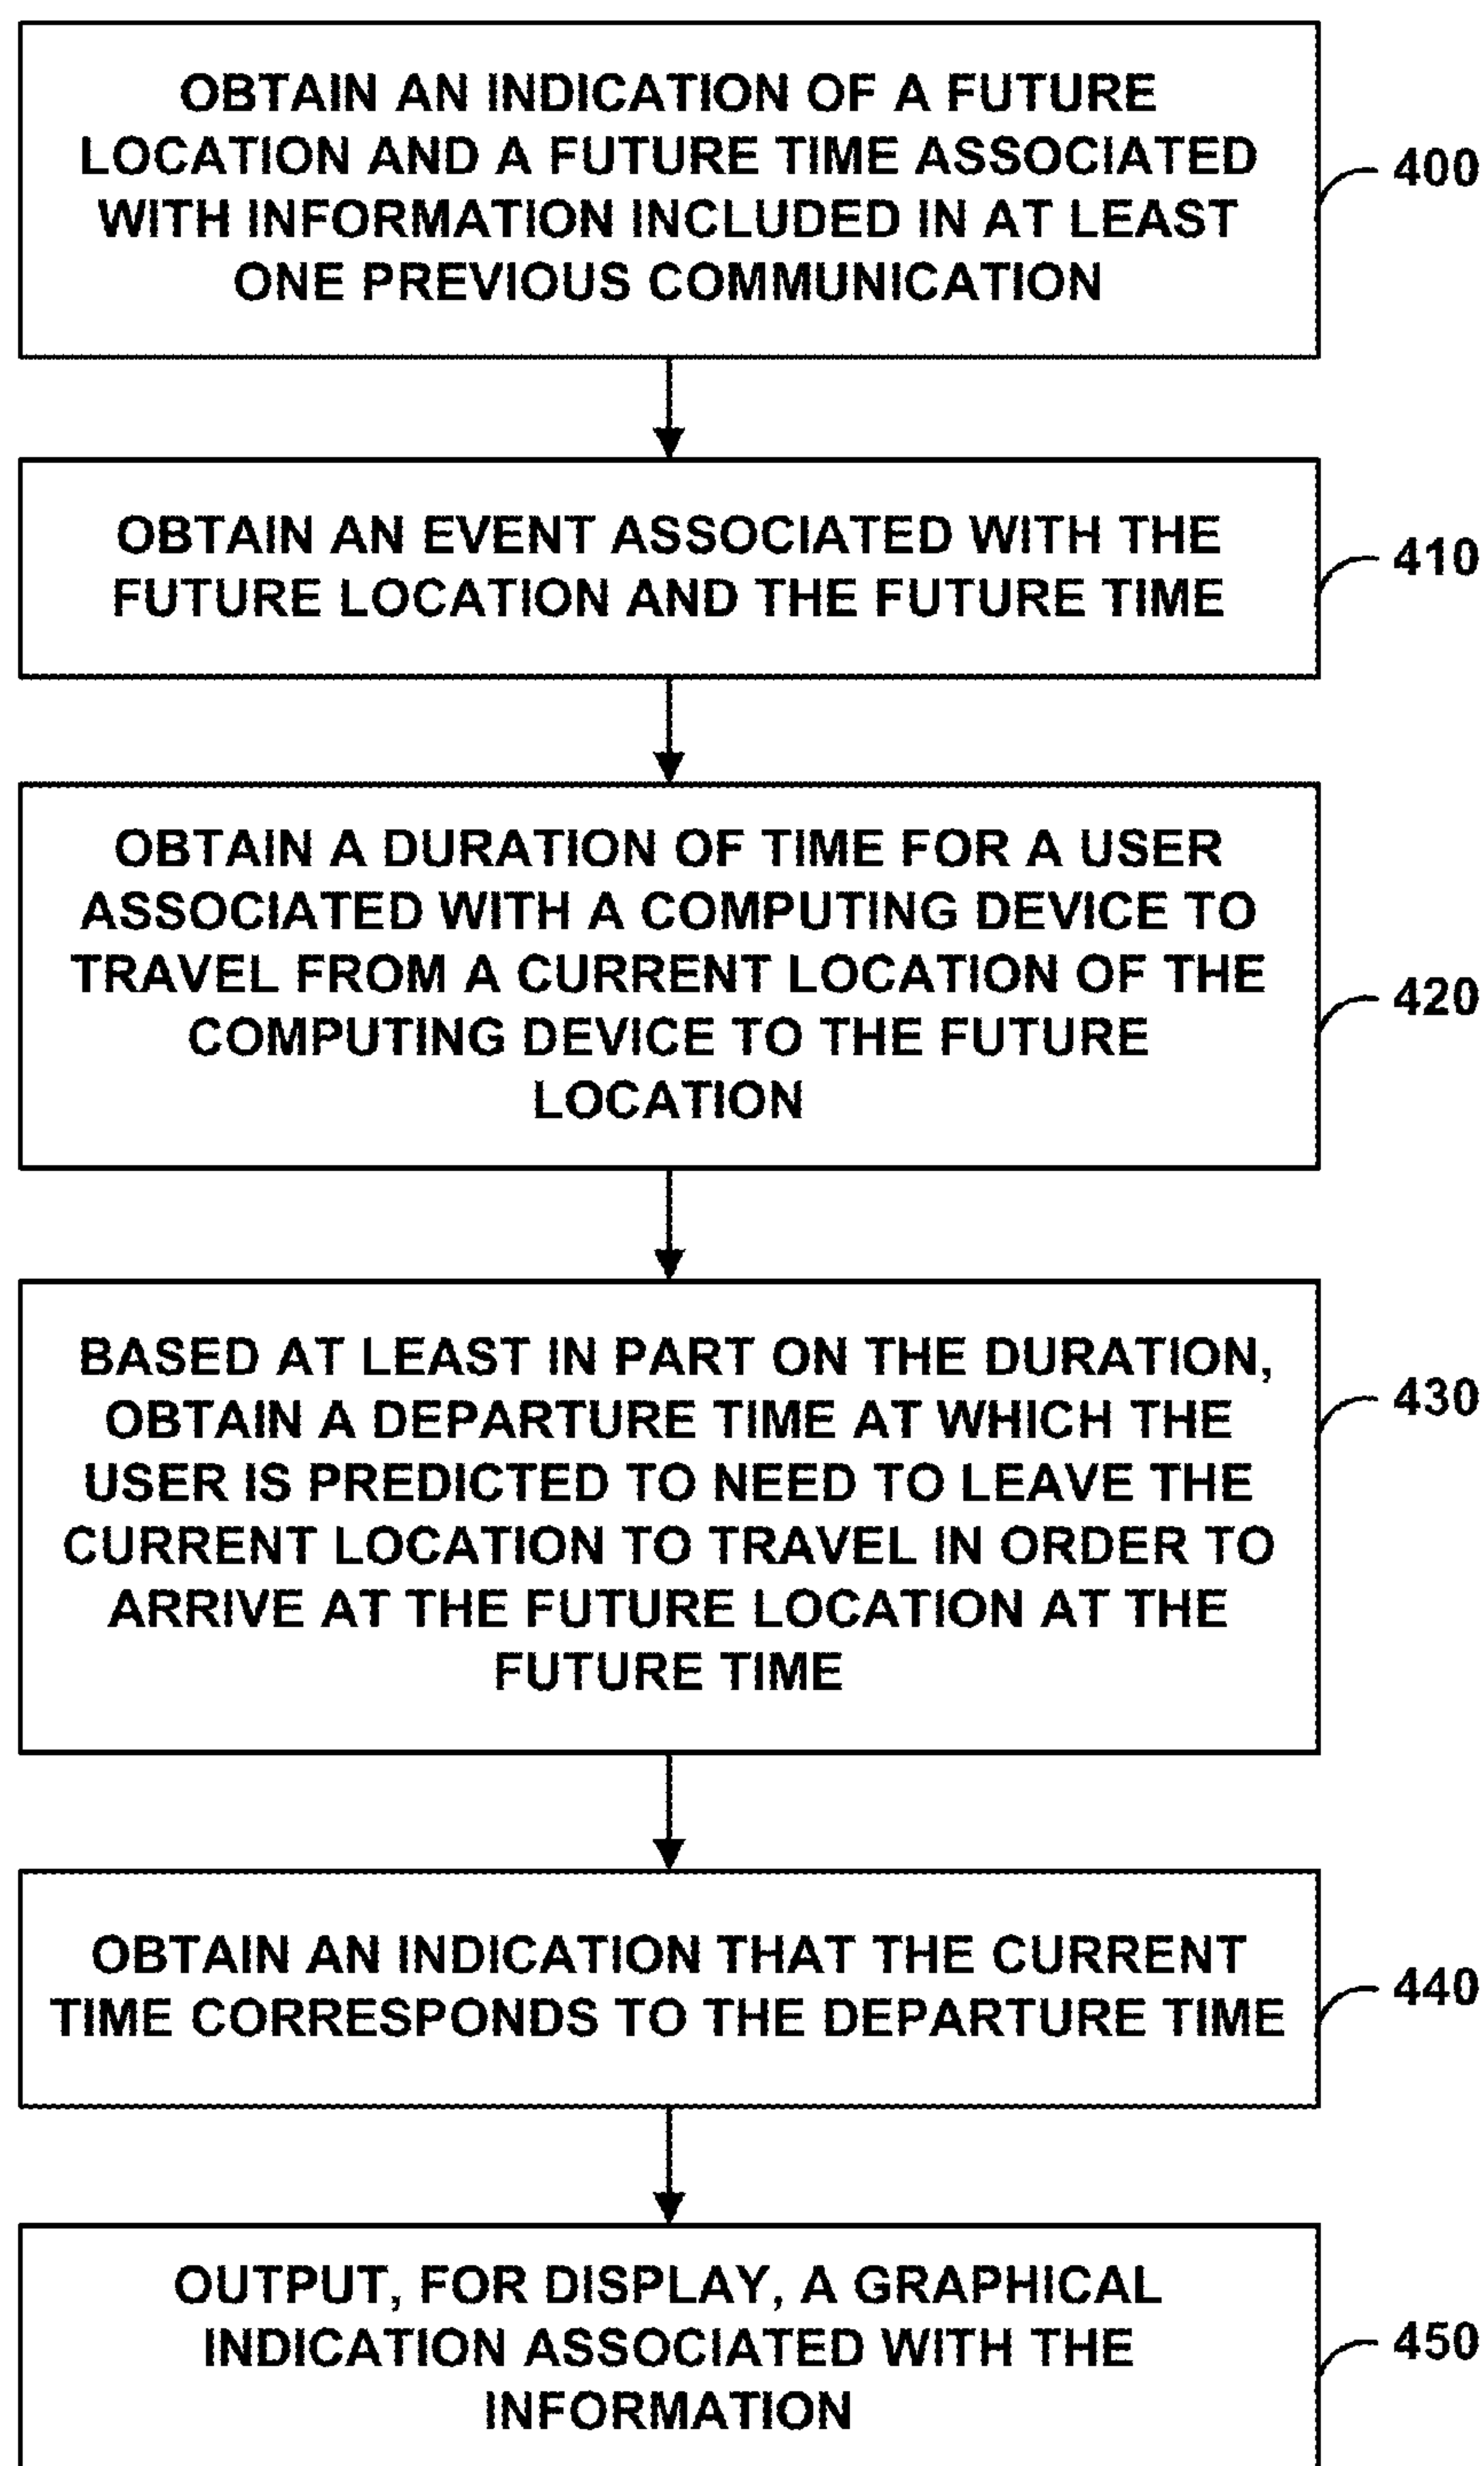 OBTAIN AN INDICATION OF A FUTURE
LOCATION AND A FUTURE TIME ASSOCIATED
WITH INFORMATION INCLUDED IN AT LEAST
ONE PREVIOUS COMMUNICATION
400
OBTAIN AN EVENT ASSOCIATED WITH THE
FUTURE LOCATION AND THE FUTURE TIME
410
OBTAIN A DURATION OF TIME FOR A USER
ASSOCIATED WITH A COMPUTING DEVICE TO
TRAVEL FROM A CURRENT LOCATION OF THE
COMPUTING DEVICE TO THE FUTURE
LOCATION
420
BASED AT LEAST IN PART ON THE DURATION,
OBTAIN A DEPARTURE TIME AT WHICH THE
USER IS PREDICTED TO NEED TO LEAVE THE
CURRENT LOCATION TO TRAVEL IN ORDER TO
ARRIVE AT THE FUTURE LOCATION AT THE
FUTURE TIME
430
OBTAIN AN INDICATION THAT THE CURRENT
TIME CORRESPONDS TO THE DEPARTURE TIME
440
OUTPUT, FOR DISPLAY, A GRAPHICAL
INDICATION ASSOCIATED WITH THE
INFORMATION
450